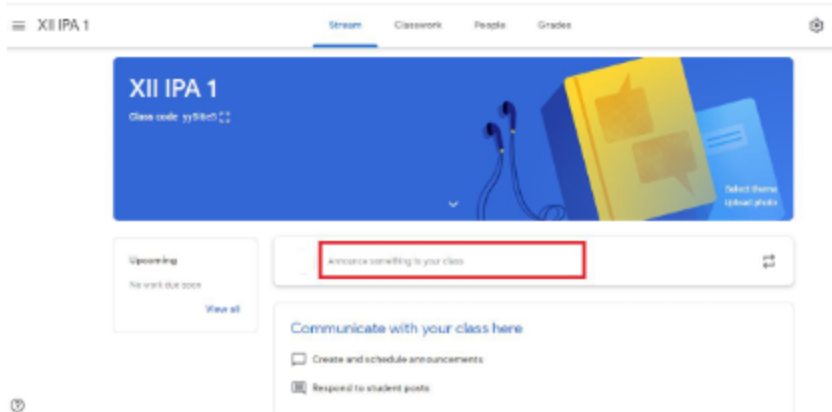 XII IPA 1
Stream Classwork People Grades
XII IPA 1
Class code
Select theme
Upload photo
Upcoming
No work due soon
View all
Announce something to your class
Communicate with your class here
Create and schedule announcements
Respond to student posts